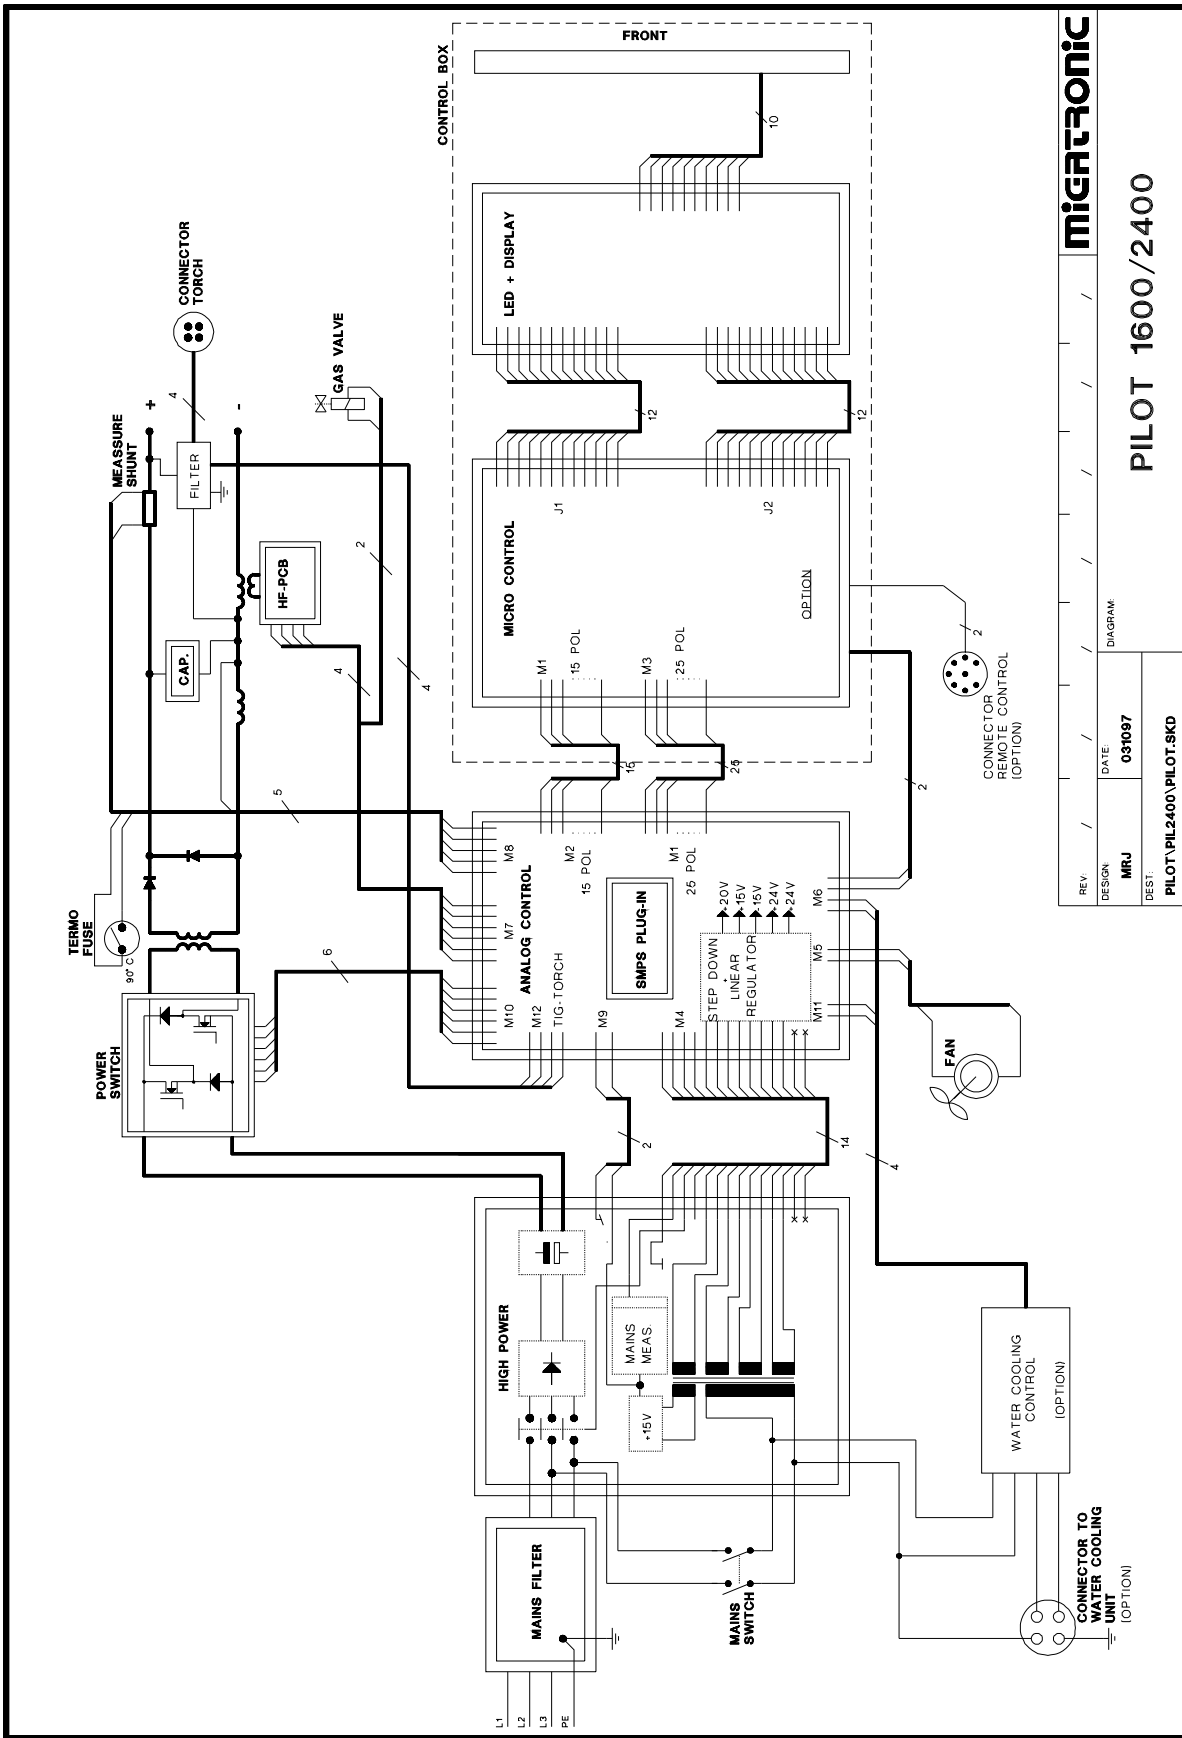 FRONT
CONTROL BOX
10
LED + DISPLAY
12
12
J1
J2
MICRO CONTROL
OPTION
M1
15 POL
M3
25 POL
15
25
2
2
CONNECTOR
REMOTE CONTROL
(OPTION)
CONNECTOR
TORCH
4
+
-
MEASSURE
SHUNT
FILTER
GAS VALVE
HF-PCB
CAP.
2
4
4
5
6
TERMO
FUSE
90° C
POWER
SWITCH
ANALOG CONTROL
M8
M7
M10
M12
TIG-TORCH
M9
M4
M2
15 POL
M1
25 POL
SMPS PLUG-IN
STEP DOWN
+
LINEAR
REGULATOR
+20V
+15V
-15V
+24V
+24V
M6
M5
M11
FAN
2
14
4
HIGH POWER
MAINS
MEAS.
+15V
MAINS FILTER
L1
L2
L3
PE
MAINS
SWITCH
WATER COOLING
CONTROL
(OPTION)
CONNECTOR TO
WATER COOLING
UNIT
(OPTION)
MIGATRONIC
PILOT 1600/2400
REV:
/ / / / / / /
DESIGN:
MRJ
DATE:
031097
DIAGRAM:
DEST:
PILOT\PIL2400\PILOT.SKD